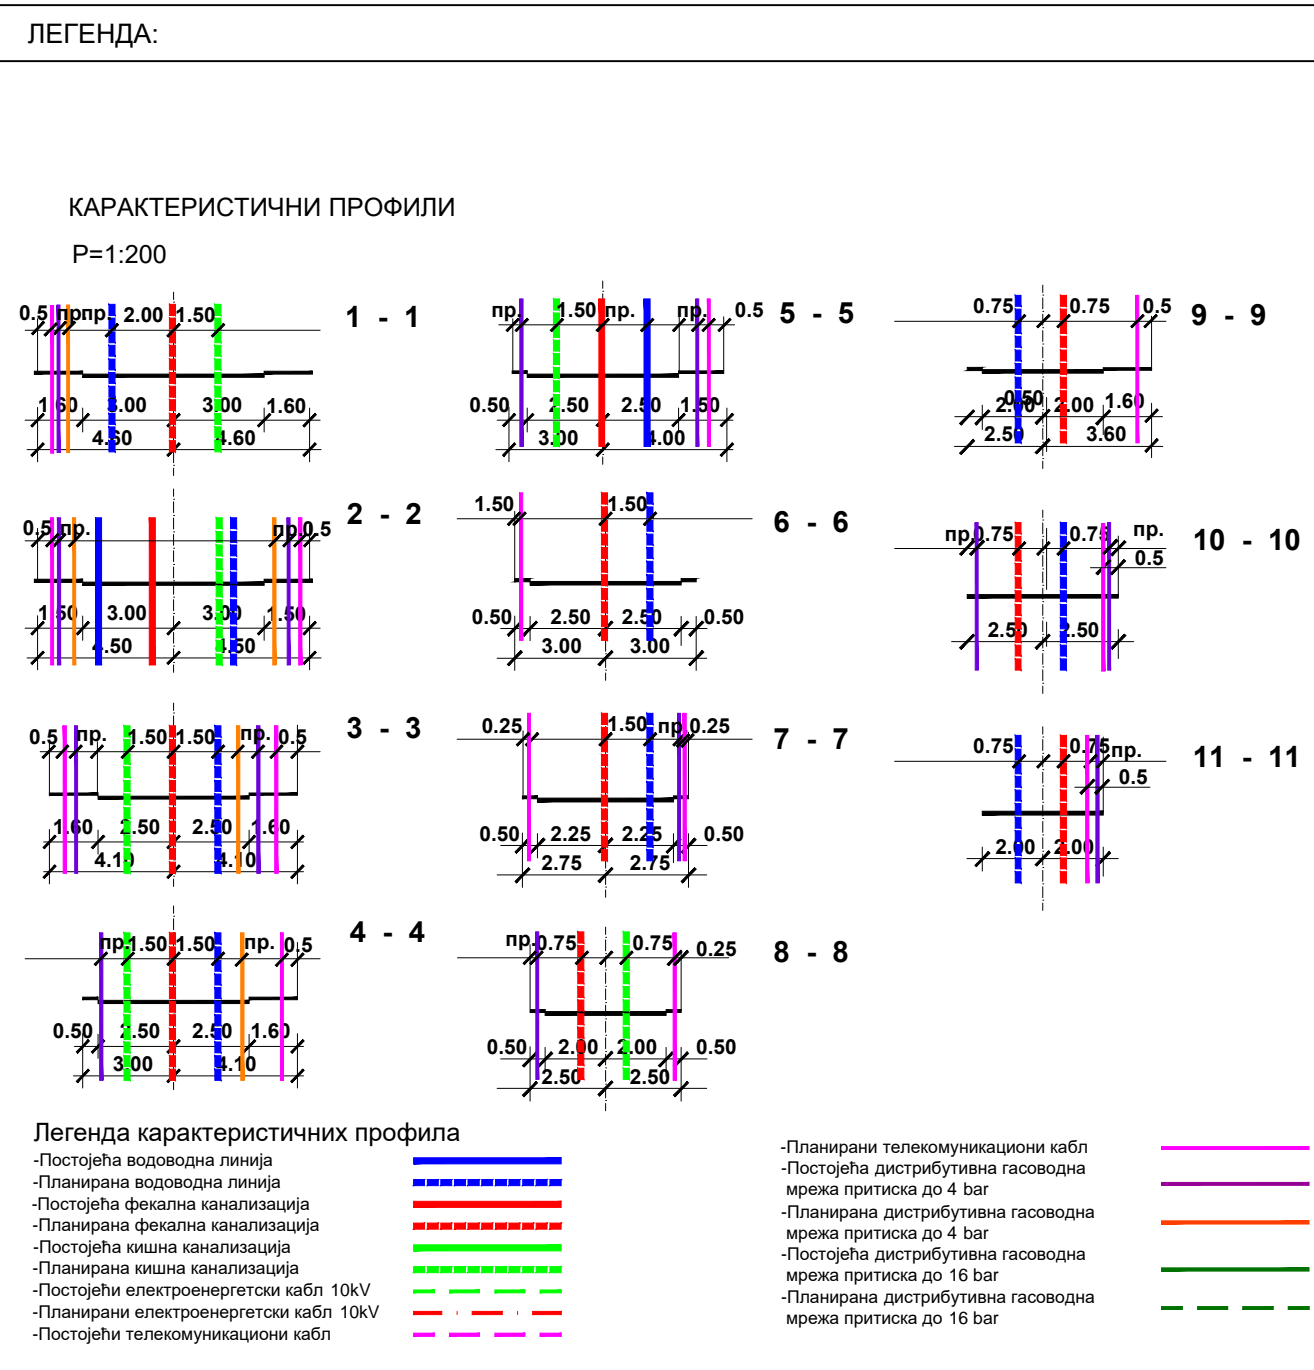 ЛЕГЕНДА:
КАРАКТЕРИСТИЧНИ ПРОФИЛИ
Р=1:200
0.5 пр. пр. 2.00 1.50
1 - 1
1.60 3.00 3.00 1.60
4.60 4.60
0.5 пр. пр. 0.5
2 - 2
1.50 3.00 3.00 1.50
4.50 4.50
0.5 пр. 1.50 1.50 пр. 0.5
3 - 3
1.60 2.50 2.50 1.60
4.10 4.10
пр. 1.50 1.50 пр. 0.5
4 - 4
0.50 2.50 2.50 1.60
3.00 4.10
пр. 1.50 пр. пр. 0.5
5 - 5
0.50 2.50 2.50 1.50
3.00 4.00
1.50 1.50
6 - 6
0.50 2.50 2.50 0.50
3.00 3.00
0.25 1.50 пр. 0.25
7 - 7
0.50 2.25 2.25 0.50
2.75 2.75
пр. 0.75 0.75 0.25
8 - 8
0.50 2.00 2.00 0.50
2.50 2.50
0.75 0.75 0.5
9 - 9
0.50 2.00 2.00 1.60
2.50 3.60
пр. 0.75 0.75 пр.
0.5
10 - 10
2.50 2.50
0.75 0.75 пр.
0.5
11 - 11
2.00 2.00
Легенда карактеристичних профила
-Постојећа водоводна линија
-Планирана водоводна линија
-Постојећа фекална канализација
-Планирана фекална канализација
-Постојећа кишна канализација
-Планирана кишна канализација
-Постојећи електроенергетски кабл 10kV
-Планирани електроенергетски кабл 10kV
-Постојећи телекомуникациони кабл
-Планирани телекомуникациони кабл
-Постојећа дистрибутивна гасоводна
мрежа притиска до 4 bar
-Планирана дистрибутивна гасоводна
мрежа притиска до 4 bar
-Постојећа дистрибутивна гасоводна
мрежа притиска до 16 bar
-Планирана дистрибутивна гасоводна
мрежа притиска до 16 bar